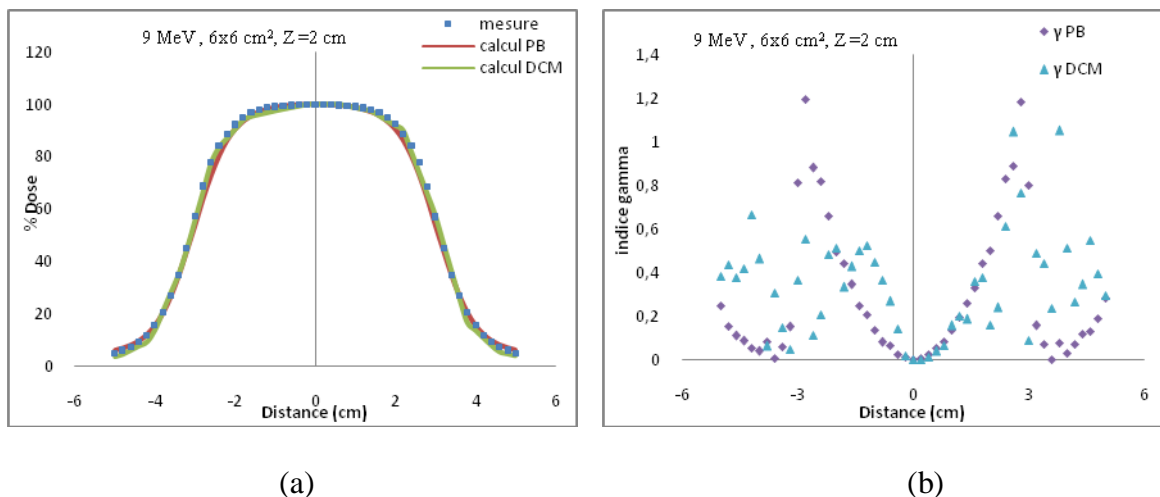 9 MeV , 6x6 cm², Z =2 cm
mesure
calcul PB
calcul DCM
120
100
80
60
40
20
0
% Dose
-6
-4
-2
0
2
4
6
Distance (cm)
9 MeV , 6x6 cm², Z =2 cm
γ PB
γ DCM
1,4
1,2
1
0,8
0,6
0,4
0,2
0
indice gamma
-6
-3
0
3
6
Distance (cm)
(a)
(b)